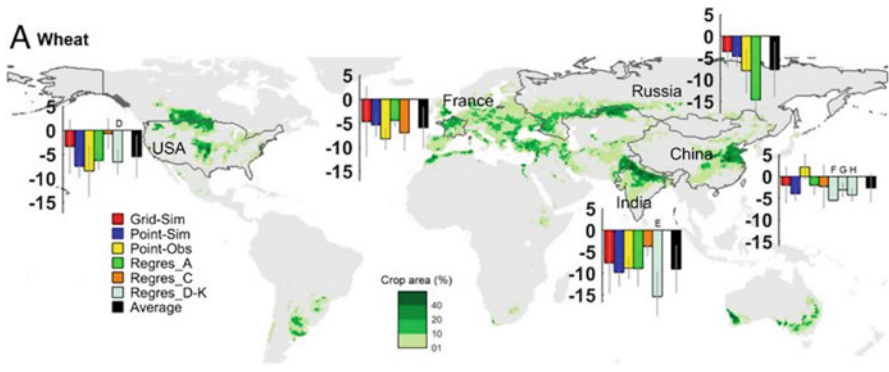 A Wheat
5
0
-5
-10
-15
5
0
-5
-10
-15
5
0
-5
-10
-15
D
USA
France
Russia
China
5
0
-5
-10
-15
F G H
India
5
0
-5
-10
-15
E
Grid-Sim
Point-Sim
Point-Obs
Regres_A
Regres_C
Regres_D-K
Average
Crop area (%)
40
20
10
01